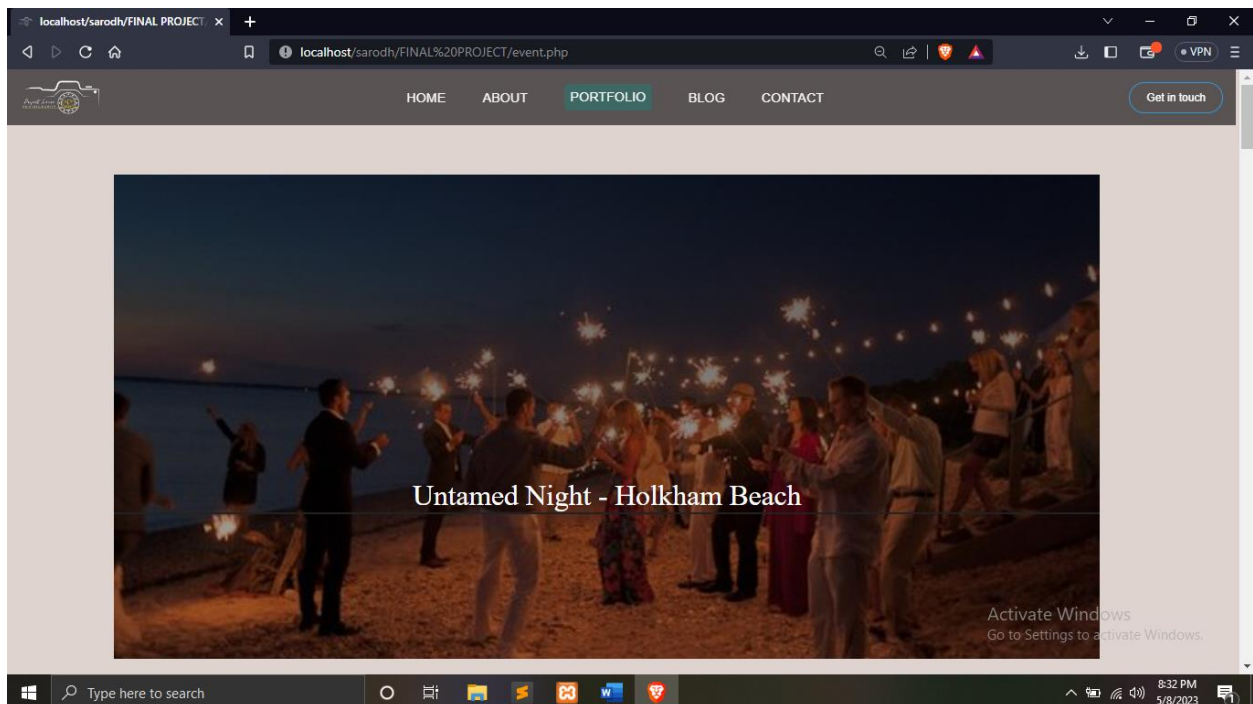 localhost/sarodh/FINAL PROJECT/
localhost/sarodh/FINAL%20PROJECT/event.php
VPN
HOME ABOUT PORTFOLIO BLOG CONTACT Get in touch
Untamed Night - Holkham Beach
Activate Windows
Go to Settings to activate Windows.
Type here to search
8:32 PM
5/8/2023